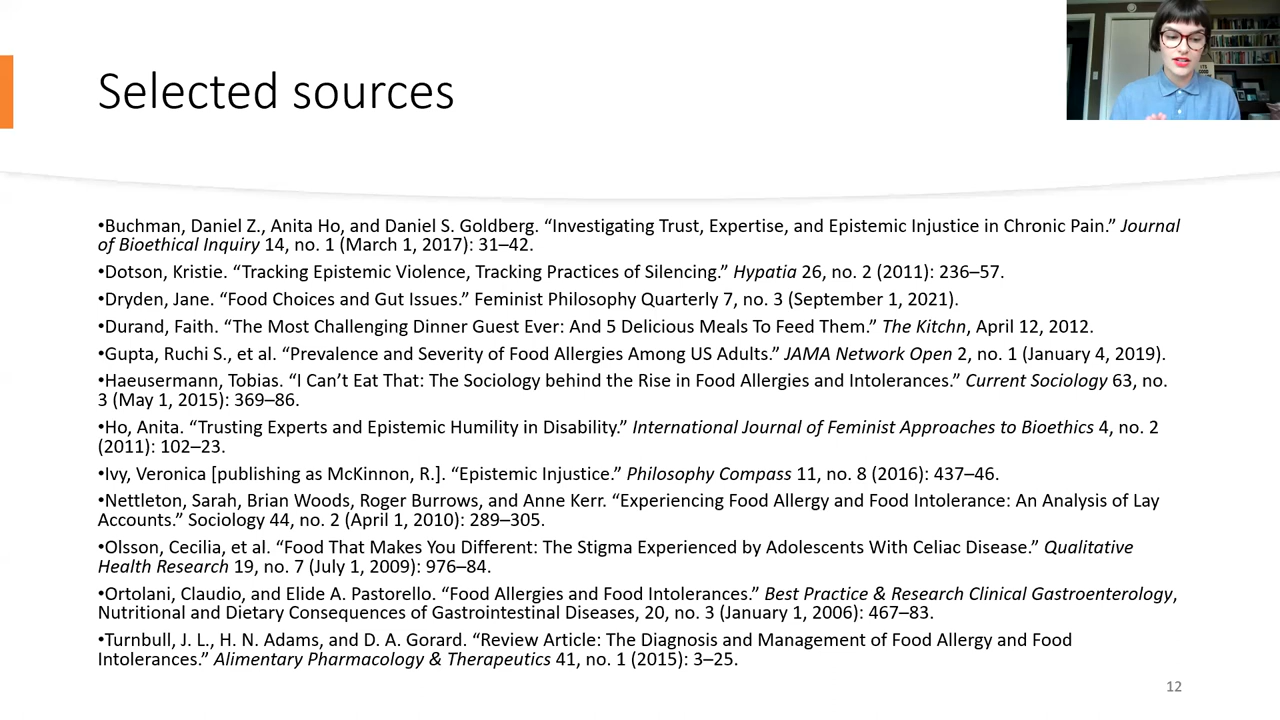 Selected sources
•Buchman, Daniel Z., Anita Ho, and Daniel S. Goldberg. “Investigating Trust, Expertise, and Epistemic Injustice in Chronic Pain.” Journal
of Bioethical Inquiry 14, no. 1 (March 1, 2017): 31–42.
•Dotson, Kristie. “Tracking Epistemic Violence, Tracking Practices of Silencing.” Hypatia 26, no. 2 (2011): 236–57.
•Dryden, Jane. “Food Choices and Gut Issues.” Feminist Philosophy Quarterly 7, no. 3 (September 1, 2021).
•Durand, Faith. “The Most Challenging Dinner Guest Ever: And 5 Delicious Meals To Feed Them.” The Kitchn, April 12, 2012.
•Gupta, Ruchi S., et al. “Prevalence and Severity of Food Allergies Among US Adults.” JAMA Network Open 2, no. 1 (January 4, 2019).
•Haeusermann, Tobias. “I Can’t Eat That: The Sociology behind the Rise in Food Allergies and Intolerances.” Current Sociology 63, no.
3 (May 1, 2015): 369–86.
•Ho, Anita. “Trusting Experts and Epistemic Humility in Disability.” International Journal of Feminist Approaches to Bioethics 4, no. 2
(2011): 102–23.
•Ivy, Veronica [publishing as McKinnon, R.]. “Epistemic Injustice.” Philosophy Compass 11, no. 8 (2016): 437–46.
•Nettleton, Sarah, Brian Woods, Roger Burrows, and Anne Kerr. “Experiencing Food Allergy and Food Intolerance: An Analysis of Lay
Accounts.” Sociology 44, no. 2 (April 1, 2010): 289–305.
•Olsson, Cecilia, et al. “Food That Makes You Different: The Stigma Experienced by Adolescents With Celiac Disease.” Qualitative
Health Research 19, no. 7 (July 1, 2009): 976–84.
•Ortolani, Claudio, and Elide A. Pastorello. “Food Allergies and Food Intolerances.” Best Practice & Research Clinical Gastroenterology,
Nutritional and Dietary Consequences of Gastrointestinal Diseases, 20, no. 3 (January 1, 2006): 467–83.
•Turnbull, J. L., H. N. Adams, and D. A. Gorard. “Review Article: The Diagnosis and Management of Food Allergy and Food
Intolerances.” Alimentary Pharmacology & Therapeutics 41, no. 1 (2015): 3–25.
12